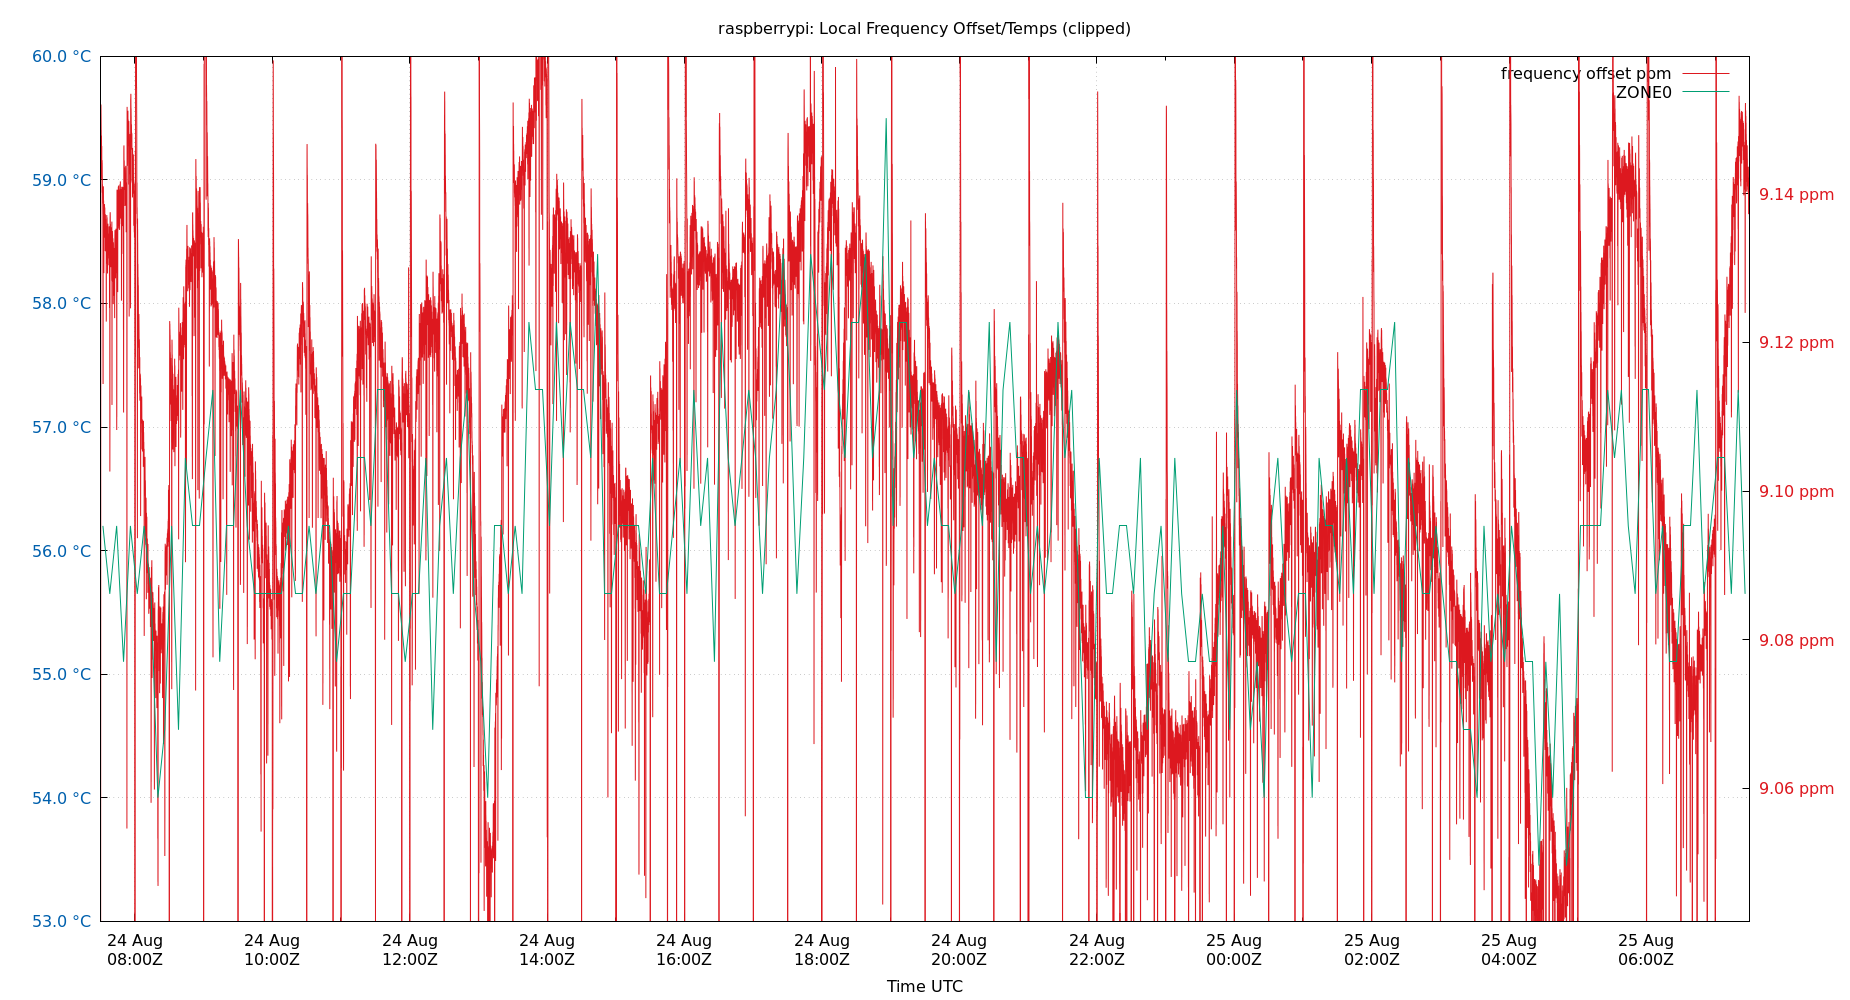 raspberrypi: Local Frequency Offset/Temps (clipped)
60.0 °C
59.0 °C
58.0 °C
57.0 °C
56.0 °C
55.0 °C
54.0 °C
53.0 °C
frequency offset ppm
ZONE0
9.14 ppm
9.12 ppm
9.10 ppm
9.08 ppm
9.06 ppm
24 Aug 24 Aug 24 Aug 24 Aug 24 Aug 24 Aug 24 Aug 24 Aug 25 Aug 25 Aug 25 Aug 25 Aug
08:00Z 10:00Z 12:00Z 14:00Z 16:00Z 18:00Z 20:00Z 22:00Z 00:00Z 02:00Z 04:00Z 06:00Z
Time UTC